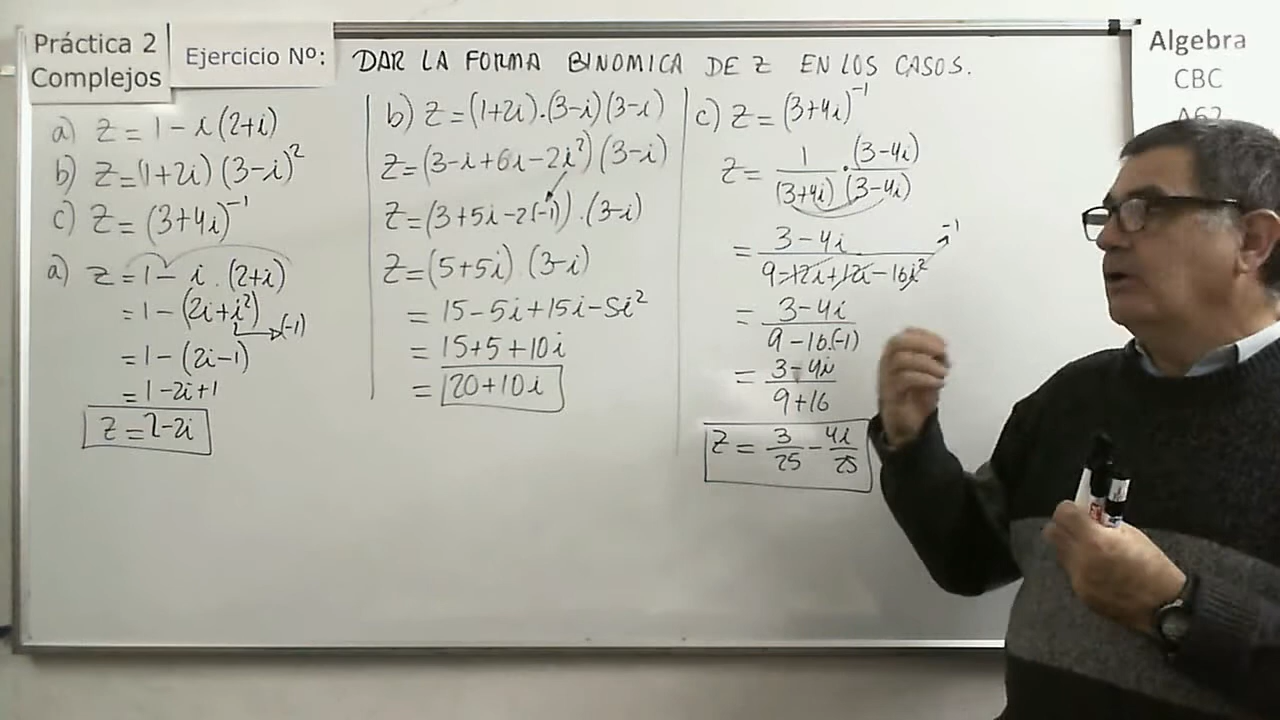 Práctica 2
Complejos
Ejercicio Nº:
DAR LA FORMA BINOMICA DE Z EN LOS CASOS.
Algebra
CBC
A62
a) Z = 1 - i (2+i)
b) Z = (1+2i) (3-i)²
c) Z = (3+4i)⁻¹
a) Z = 1 - i . (2+i)
= 1 - (2i+i²)
(-1)
= 1 - (2i-1)
= 1-2i+1
Z = 2-2i
b) Z = (1+2i).(3-i)(3-i)
Z = (3-i+6i-2i²)(3-i)
Z = (3+5i-2(-1)).(3-i)
Z = (5+5i).(3-i)
= 15-5i+15i-5i²
= 15+5+10i
= 20+10i
c) Z = (3+4i)⁻¹
Z = 1/(3+4i) . (3-4i)/(3-4i)
-1
= 3-4i / 9-12i+12i-16i²
= 3-4i / 9-16.(-1)
= 3-4i / 9+16
Z = 3/25 - 4i/25